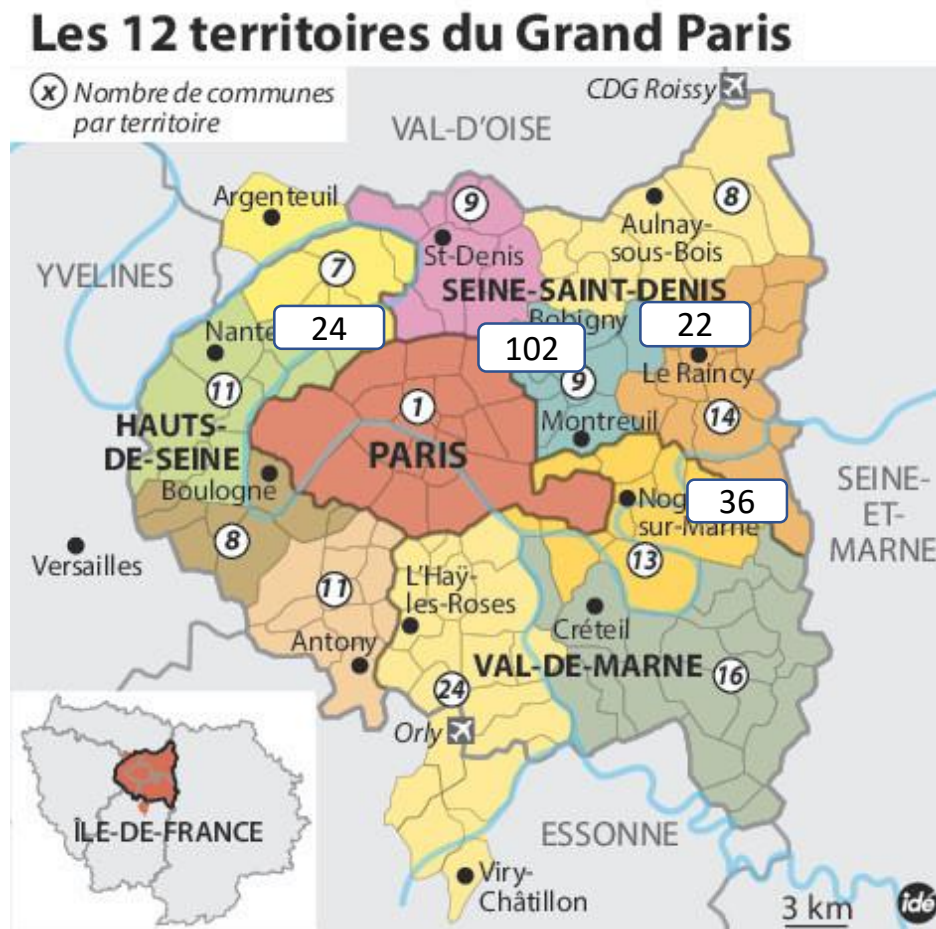 Les 12 territoires du Grand Paris
x Nombre de communes
par territoire
CDG Roissy
VAL-D'OISE
Argenteuil
9
8
Aulnay-
sous-Bois
St-Denis
YVELINES
7
SEINE-SAINT-DENIS
Bobigny
24
22
102
Le Raincy
11
9
1
14
HAUTS-
DE-SEINE
Montreuil
PARIS
Boulogne
SEINE-
ET-
MARNE
36
sur-Marne
8
Versailles
13
11
L'Haÿ-
les-Roses
Créteil
Antony
VAL-DE-MARNE
16
24
Orly
ÎLE-DE-FRANCE
ESSONNE
Viry-
Châtillon
3 km
idé